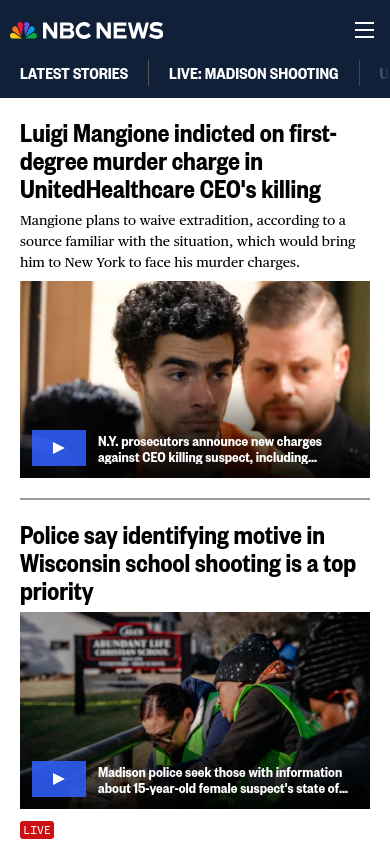 NBC NEWS
LATEST STORIES
LIVE: MADISON SHOOTING
Luigi Mangione indicted on first-
degree murder charge in
UnitedHealthcare CEO's killing
Mangione plans to waive extradition, according to a
source familiar with the situation, which would bring
him to New York to face his murder charges.
N.Y. prosecutors announce new charges
against CEO killing suspect, including...
Police say identifying motive in
Wisconsin school shooting is a top
priority
ABUNDANT LIFE
CHRISTIAN SCHOOL
Madison police seek those with information
about 15-year-old female suspect's state of...
LIVE